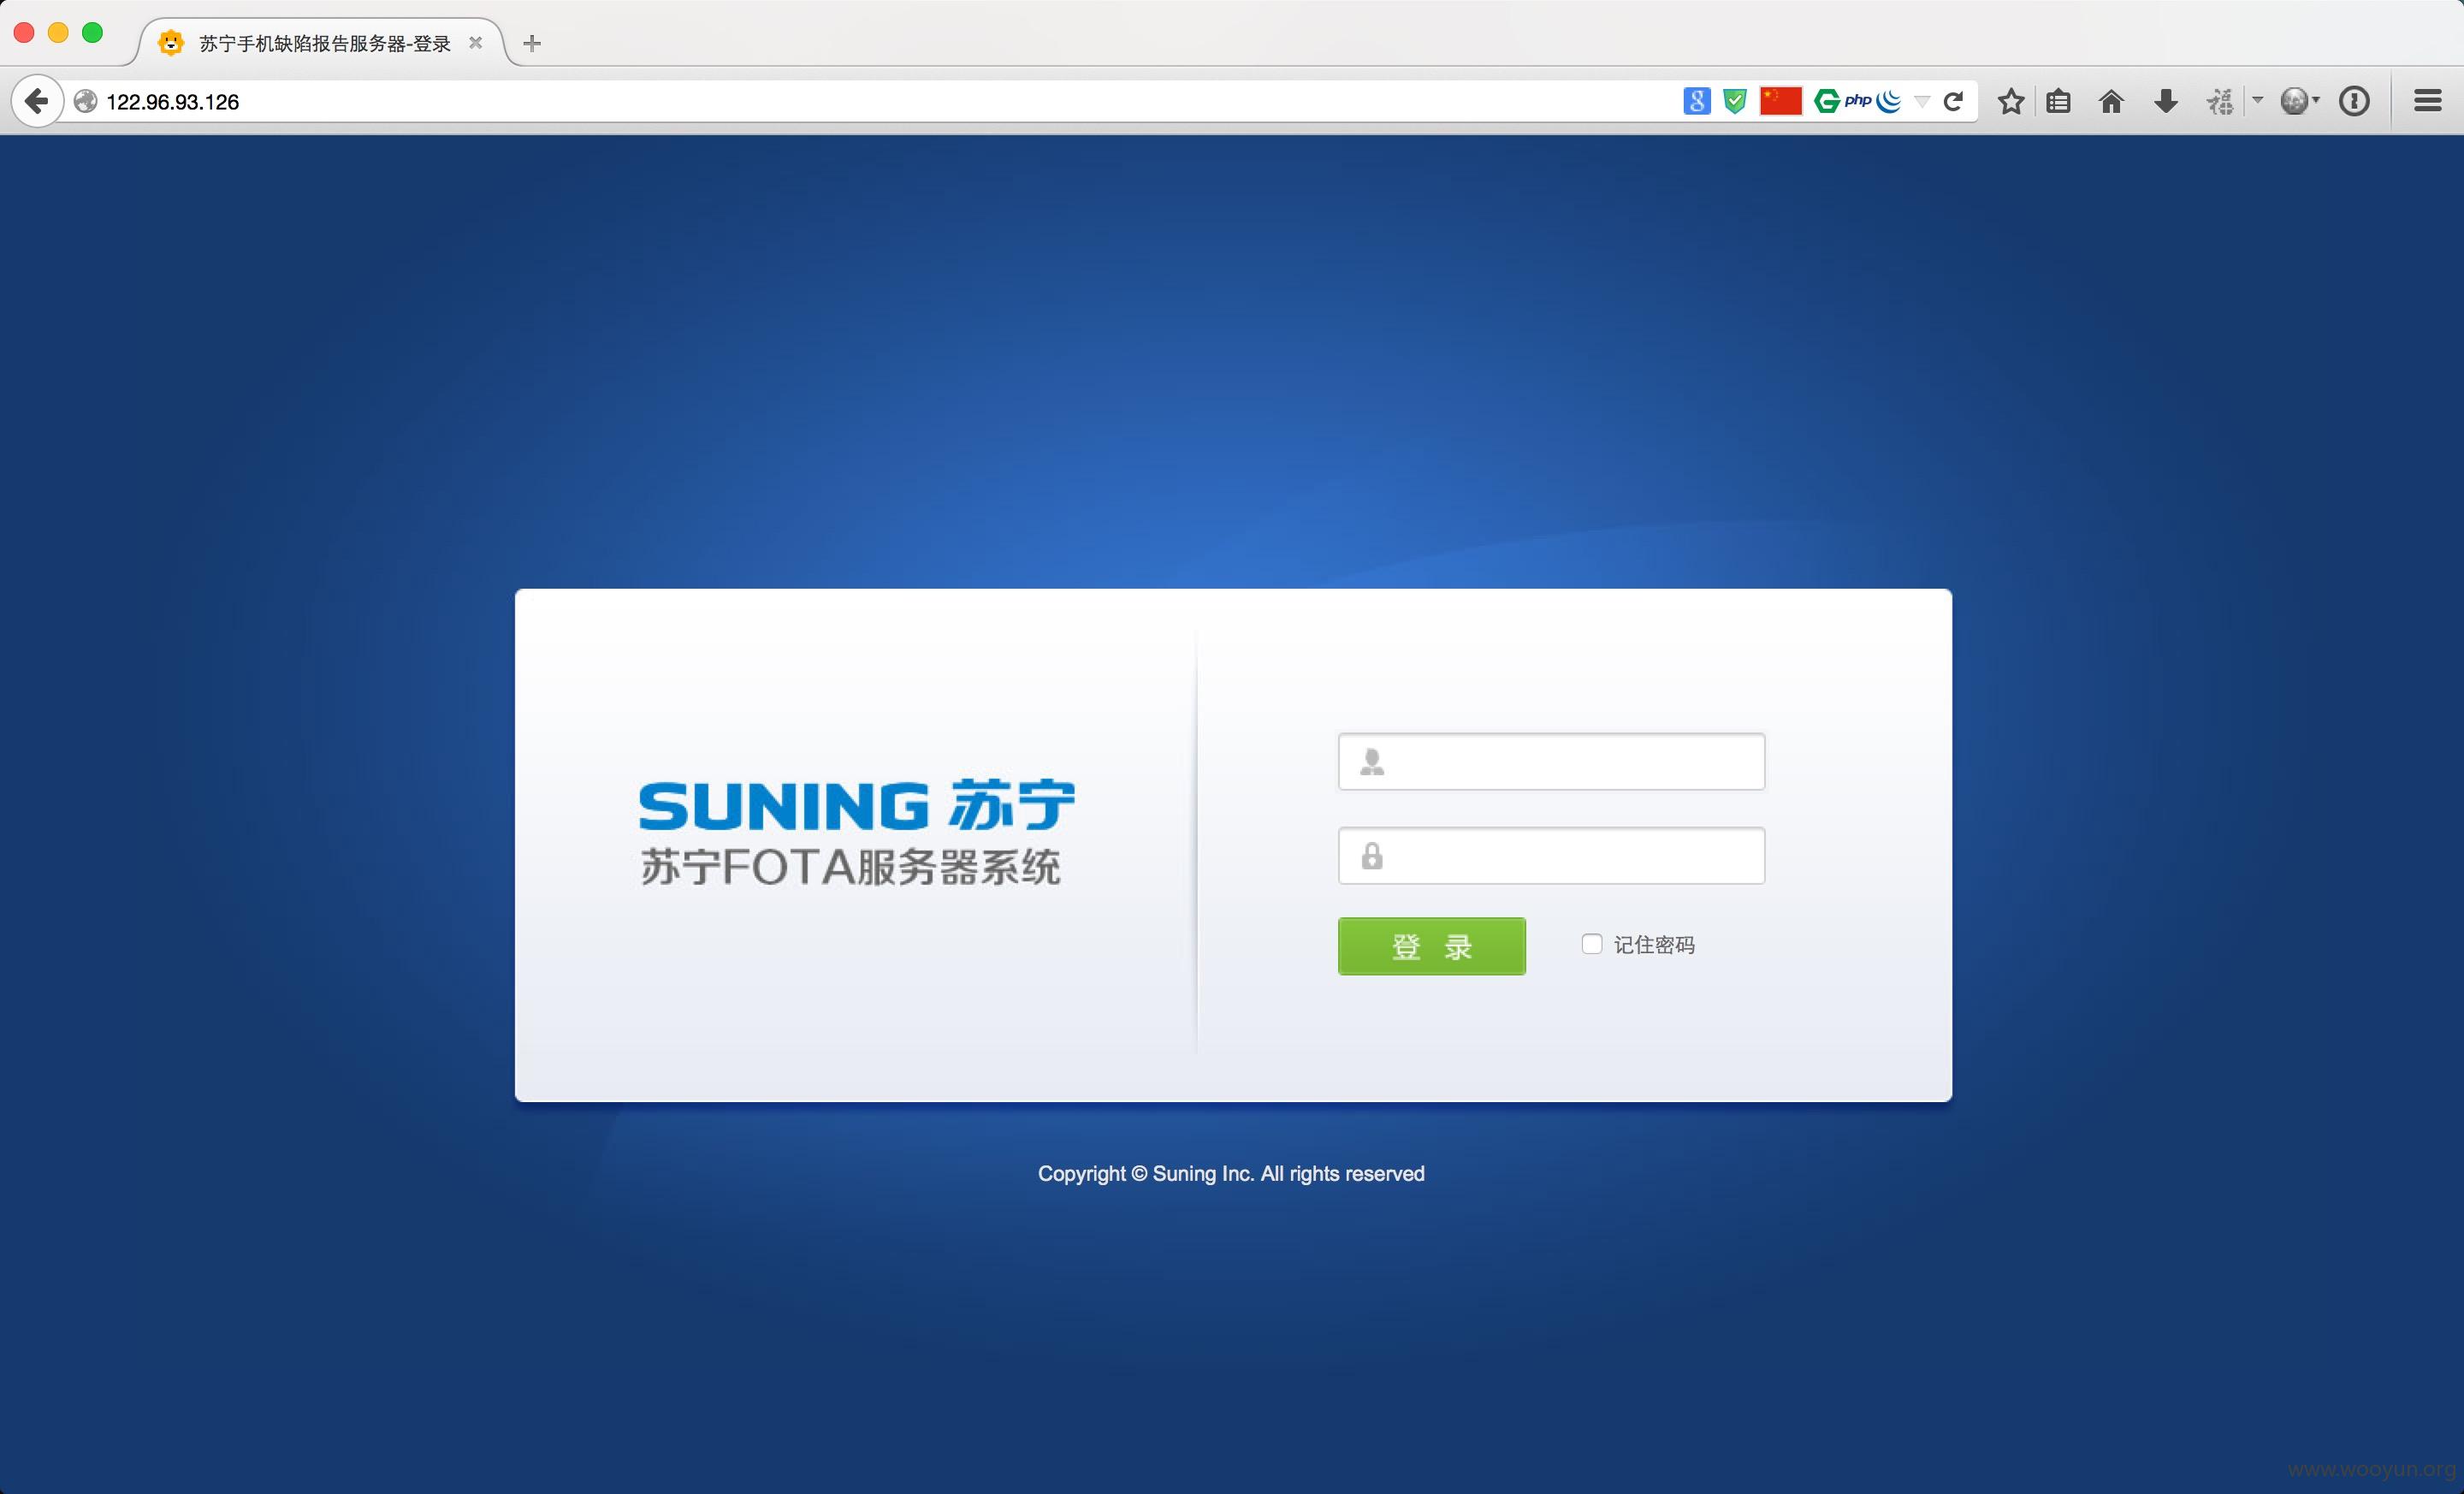 苏宁手机缺陷报告服务器-登录
122.96.93.126
php
福
SUNING 苏宁
苏宁FOTA服务器系统
登 录
记住密码
Copyright © Suning Inc. All rights reserved
www.wooyun.org